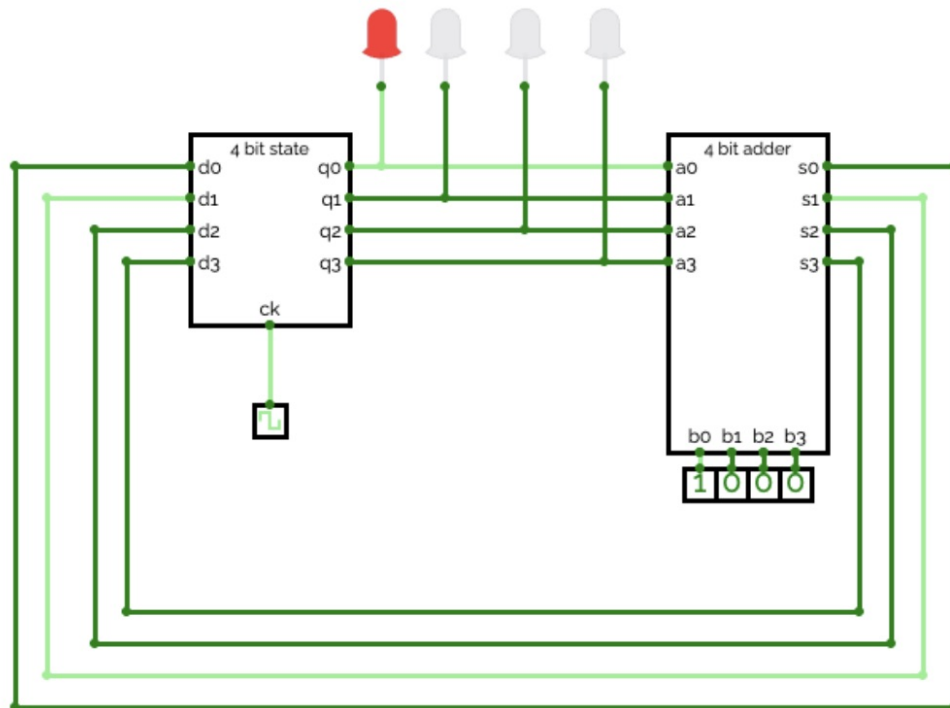 4 bit state
d0 q0
d1 q1
d2 q2
d3 q3
ck
4 bit adder
a0 s0
a1 s1
a2 s2
a3 s3
b0 b1 b2 b3
1 0 0 0